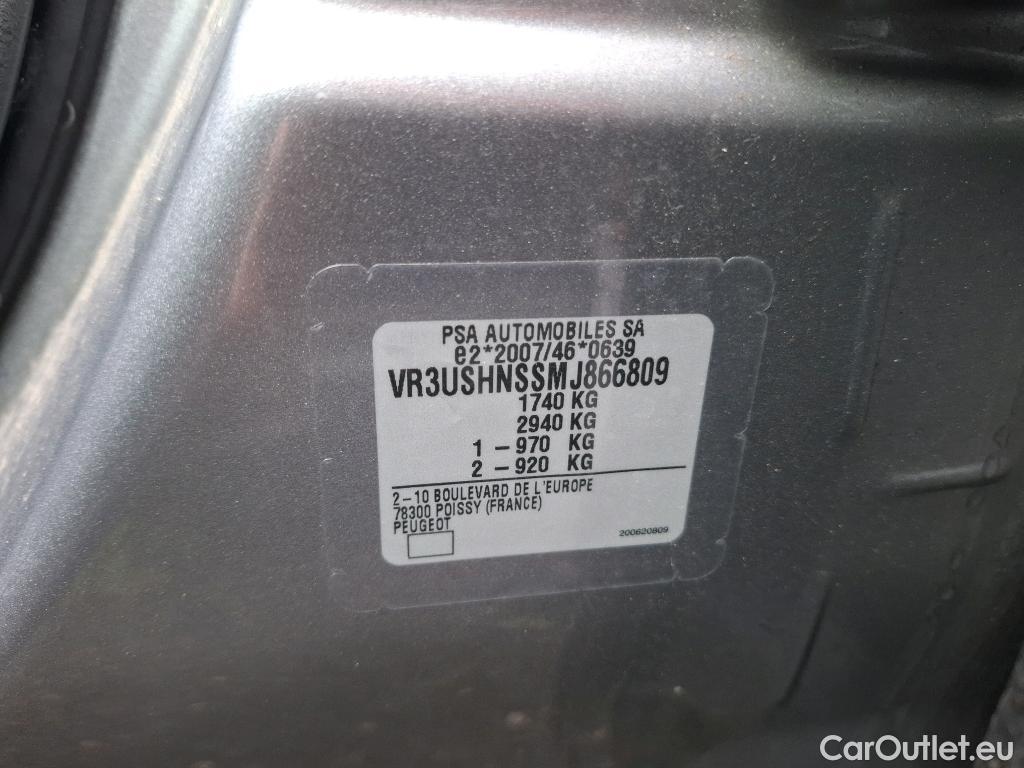 PSA AUTOMOBILES SA
e2*2007/46*0639
VR3USHNSSMJ866809
1740 KG
2940 KG
1 - 970 KG
2 - 920 KG
2-10 BOULEVARD DE L'EUROPE
78300 POISSY (FRANCE)
PEUGEOT
200620809
CarOutlet.eu